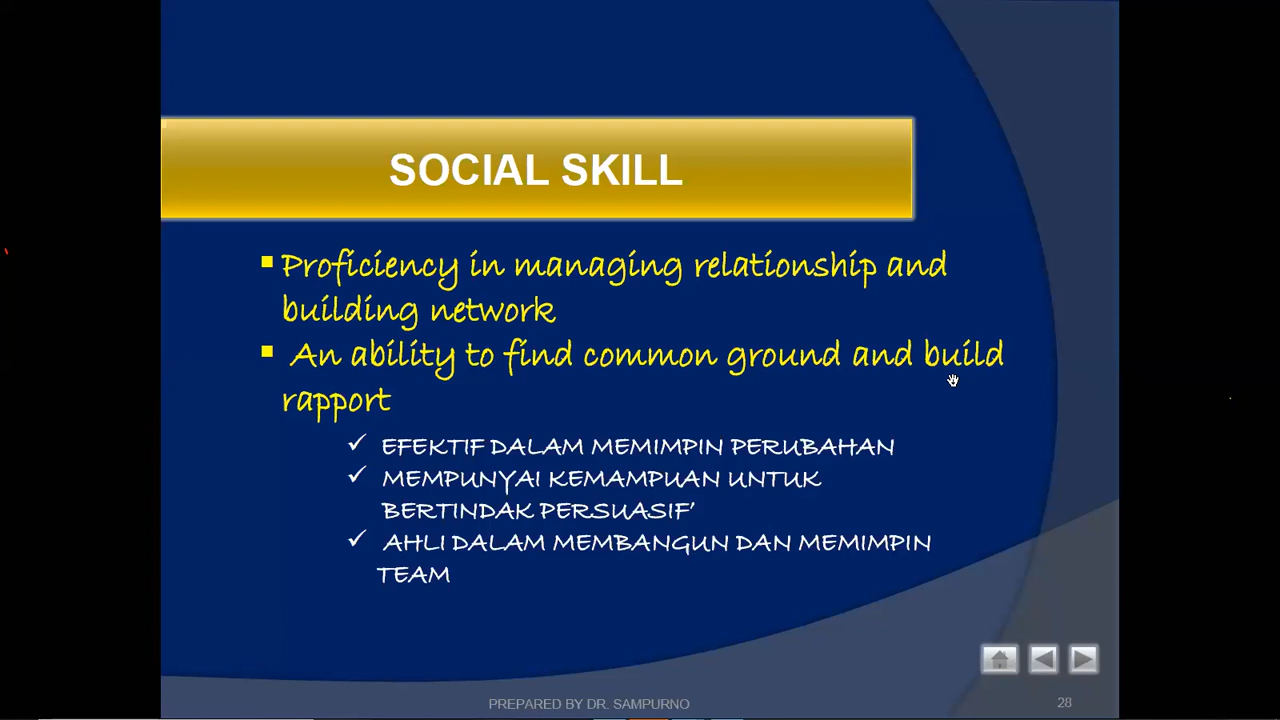 SOCIAL SKILL
Proficiency in managing relationship and
building network
An ability to find common ground and build
rapport
EFEKTIF DALAM MEMIMPIN PERUBAHAN
MEMPUNYAI KEMAMPUAN UNTUK
BERTINDAK PERSUASIF'
AHLI DALAM MEMBANGUN DAN MEMIMPIN
TEAM
PREPARED BY DR. SAMPURNO
28